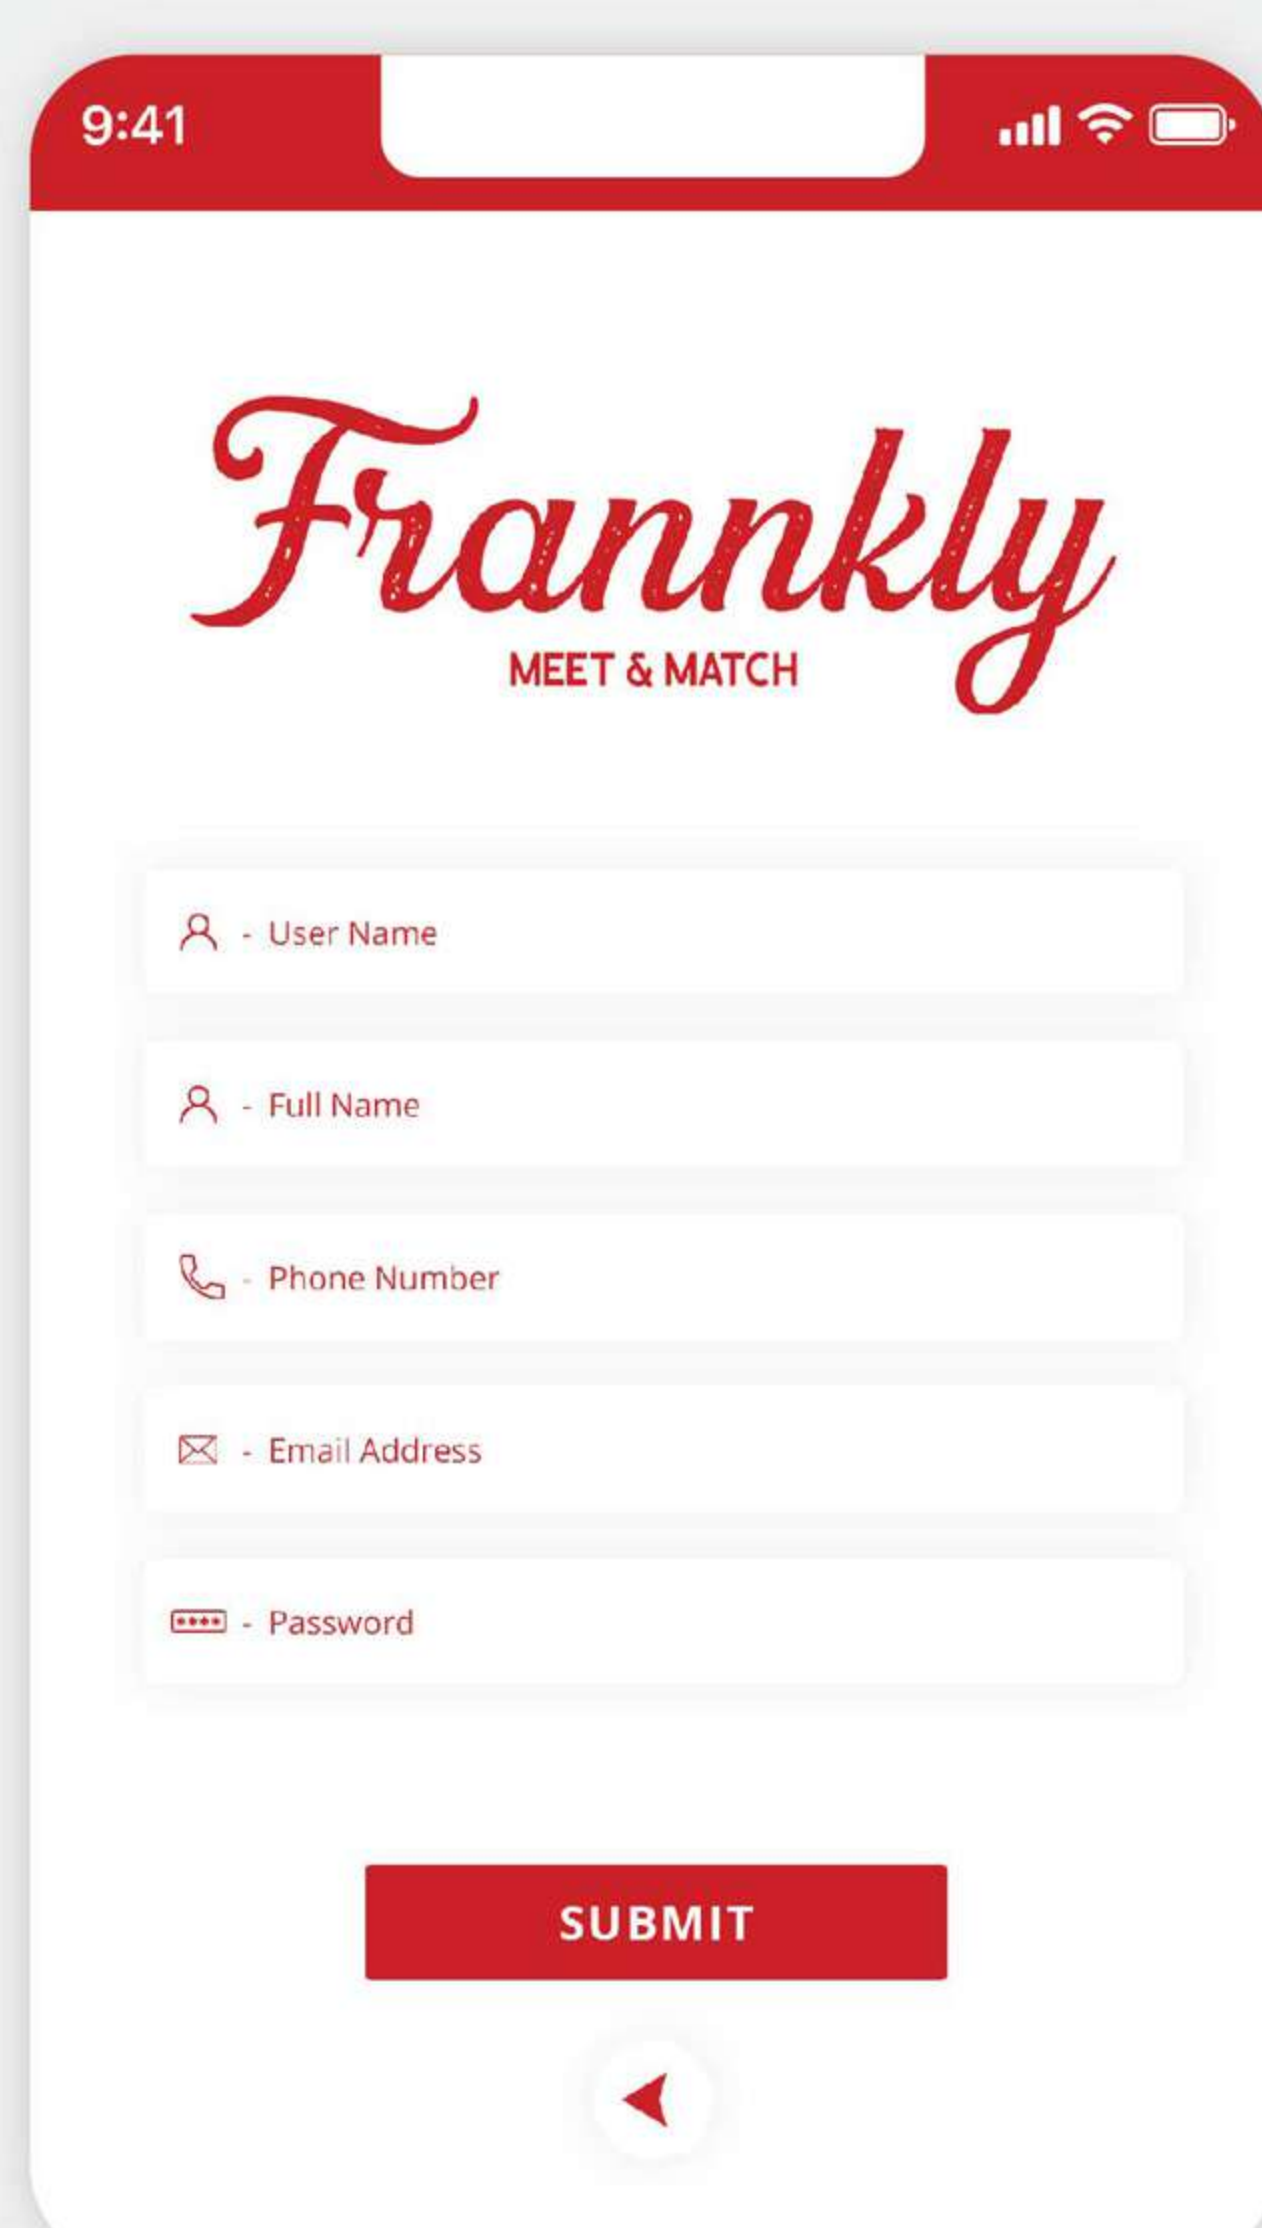 9:41
Frannkly
MEET & MATCH
- User Name
- Full Name
- Phone Number
- Email Address
- Password
SUBMIT